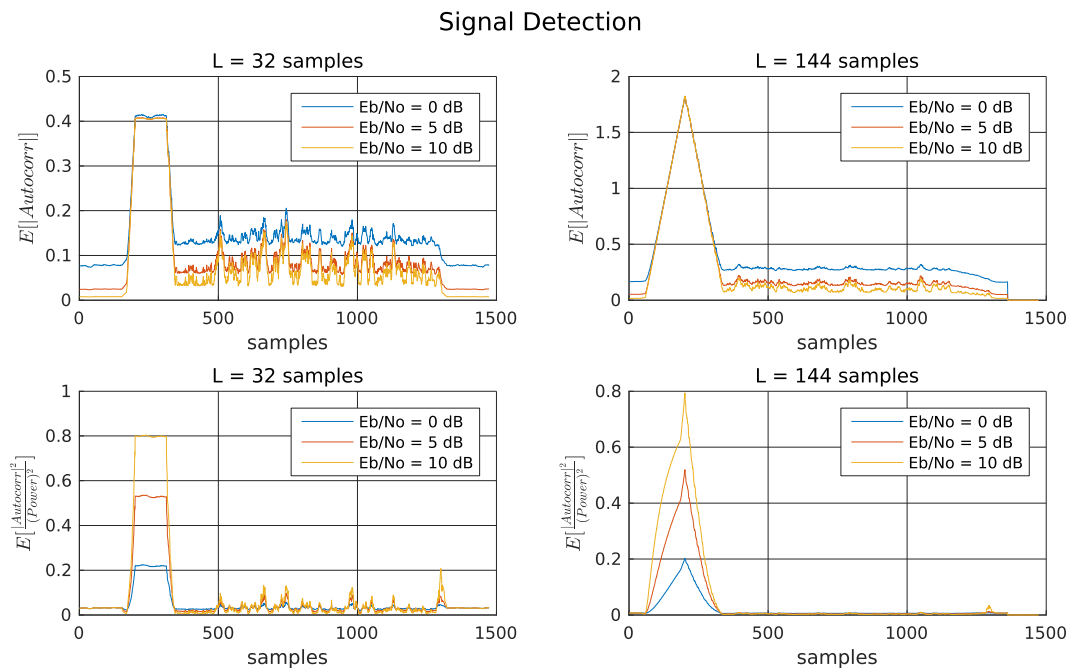 Signal Detection
L = 32 samples
E[|Autocorr|]
0.5
0.4
0.3
0.2
0.1
0
0
500
1000
1500
samples
Eb/No = 0 dB
Eb/No = 5 dB
Eb/No = 10 dB
L = 144 samples
E[|Autocorr|]
2
1.5
1
0.5
0
0
500
1000
1500
samples
Eb/No = 0 dB
Eb/No = 5 dB
Eb/No = 10 dB
L = 32 samples
E[|Autocorr|²/(Power)²]
1
0.8
0.6
0.4
0.2
0
0
500
1000
1500
samples
Eb/No = 0 dB
Eb/No = 5 dB
Eb/No = 10 dB
L = 144 samples
E[|Autocorr|²/(Power)²]
0.8
0.6
0.4
0.2
0
0
500
1000
1500
samples
Eb/No = 0 dB
Eb/No = 5 dB
Eb/No = 10 dB